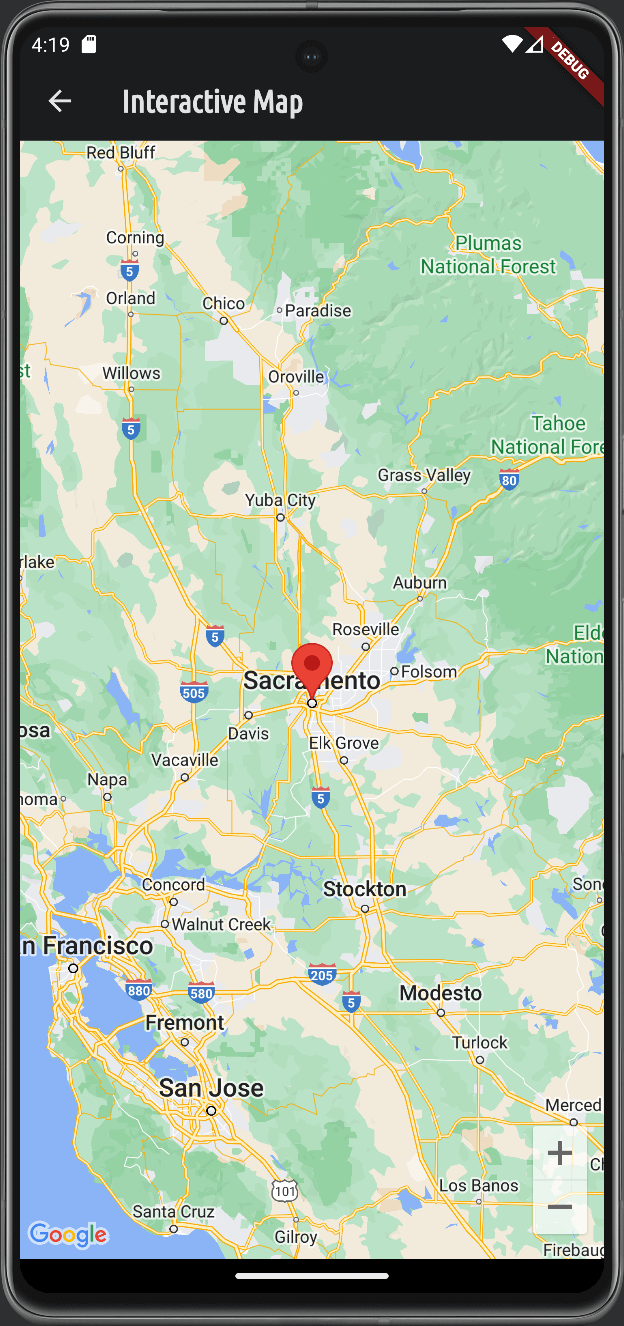 4:19
DEBUG
Interactive Map
Red Bluff
Corning
Plumas
National Forest
5
Orland
Chico
Paradise
st
Willows
Oroville
5
Tahoe
National Fore
Grass Valley
80
Yuba City
rlake
Auburn
5
Roseville
Eld
Nation
Folsom
Sacramento
505
Davis
osa
Elk Grove
Vacaville
Napa
noma
5
Concord
Stockton
Son
Walnut Creek
n Francisco
205
880
580
5
Modesto
Fremont
Turlock
San Jose
Merced
+
Ch
101
Los Banos
−
Santa Cruz
Google
Gilroy
Firebaug